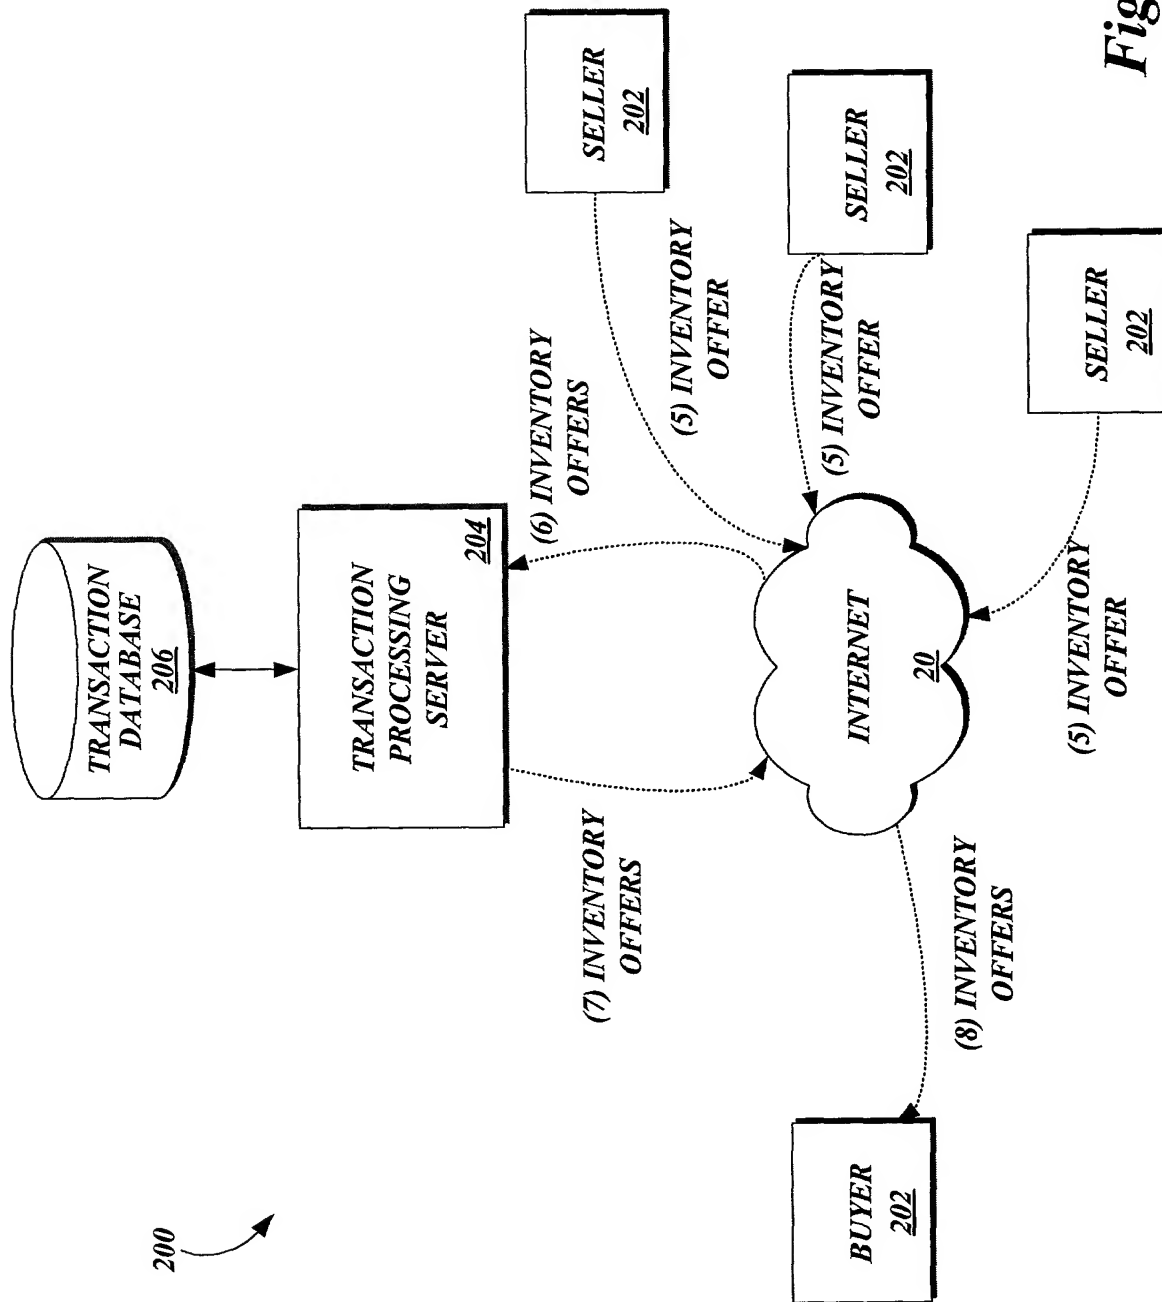 200
TRANSACTION
DATABASE
206
TRANSACTION
PROCESSING
SERVER
204
(7) INVENTORY
OFFERS
(6) INVENTORY
OFFERS
SELLER
202
(5) INVENTORY
OFFER
SELLER
202
(5) INVENTORY
OFFER
INTERNET
20
SELLER
202
(5) INVENTORY
OFFER
BUYER
202
(8) INVENTORY
OFFERS
Fig